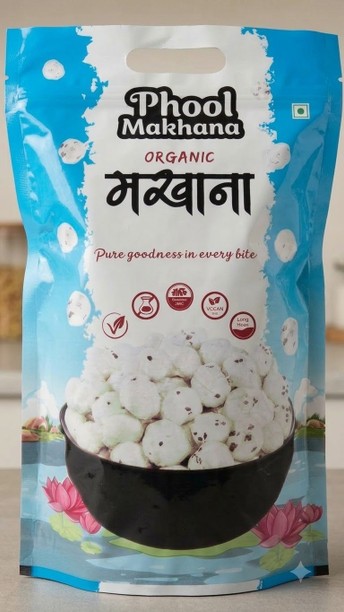 Phool
Makhana
ORGANIC
मखाना
Pure goodness in every bite
VEGAN